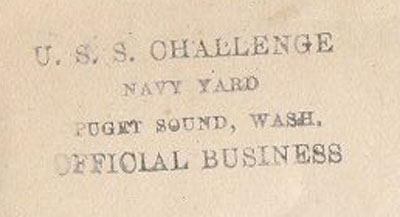 U. S. S. CHALLENGE
NAVY YARD
PUGET SOUND, WASH.
OFFICIAL BUSINESS